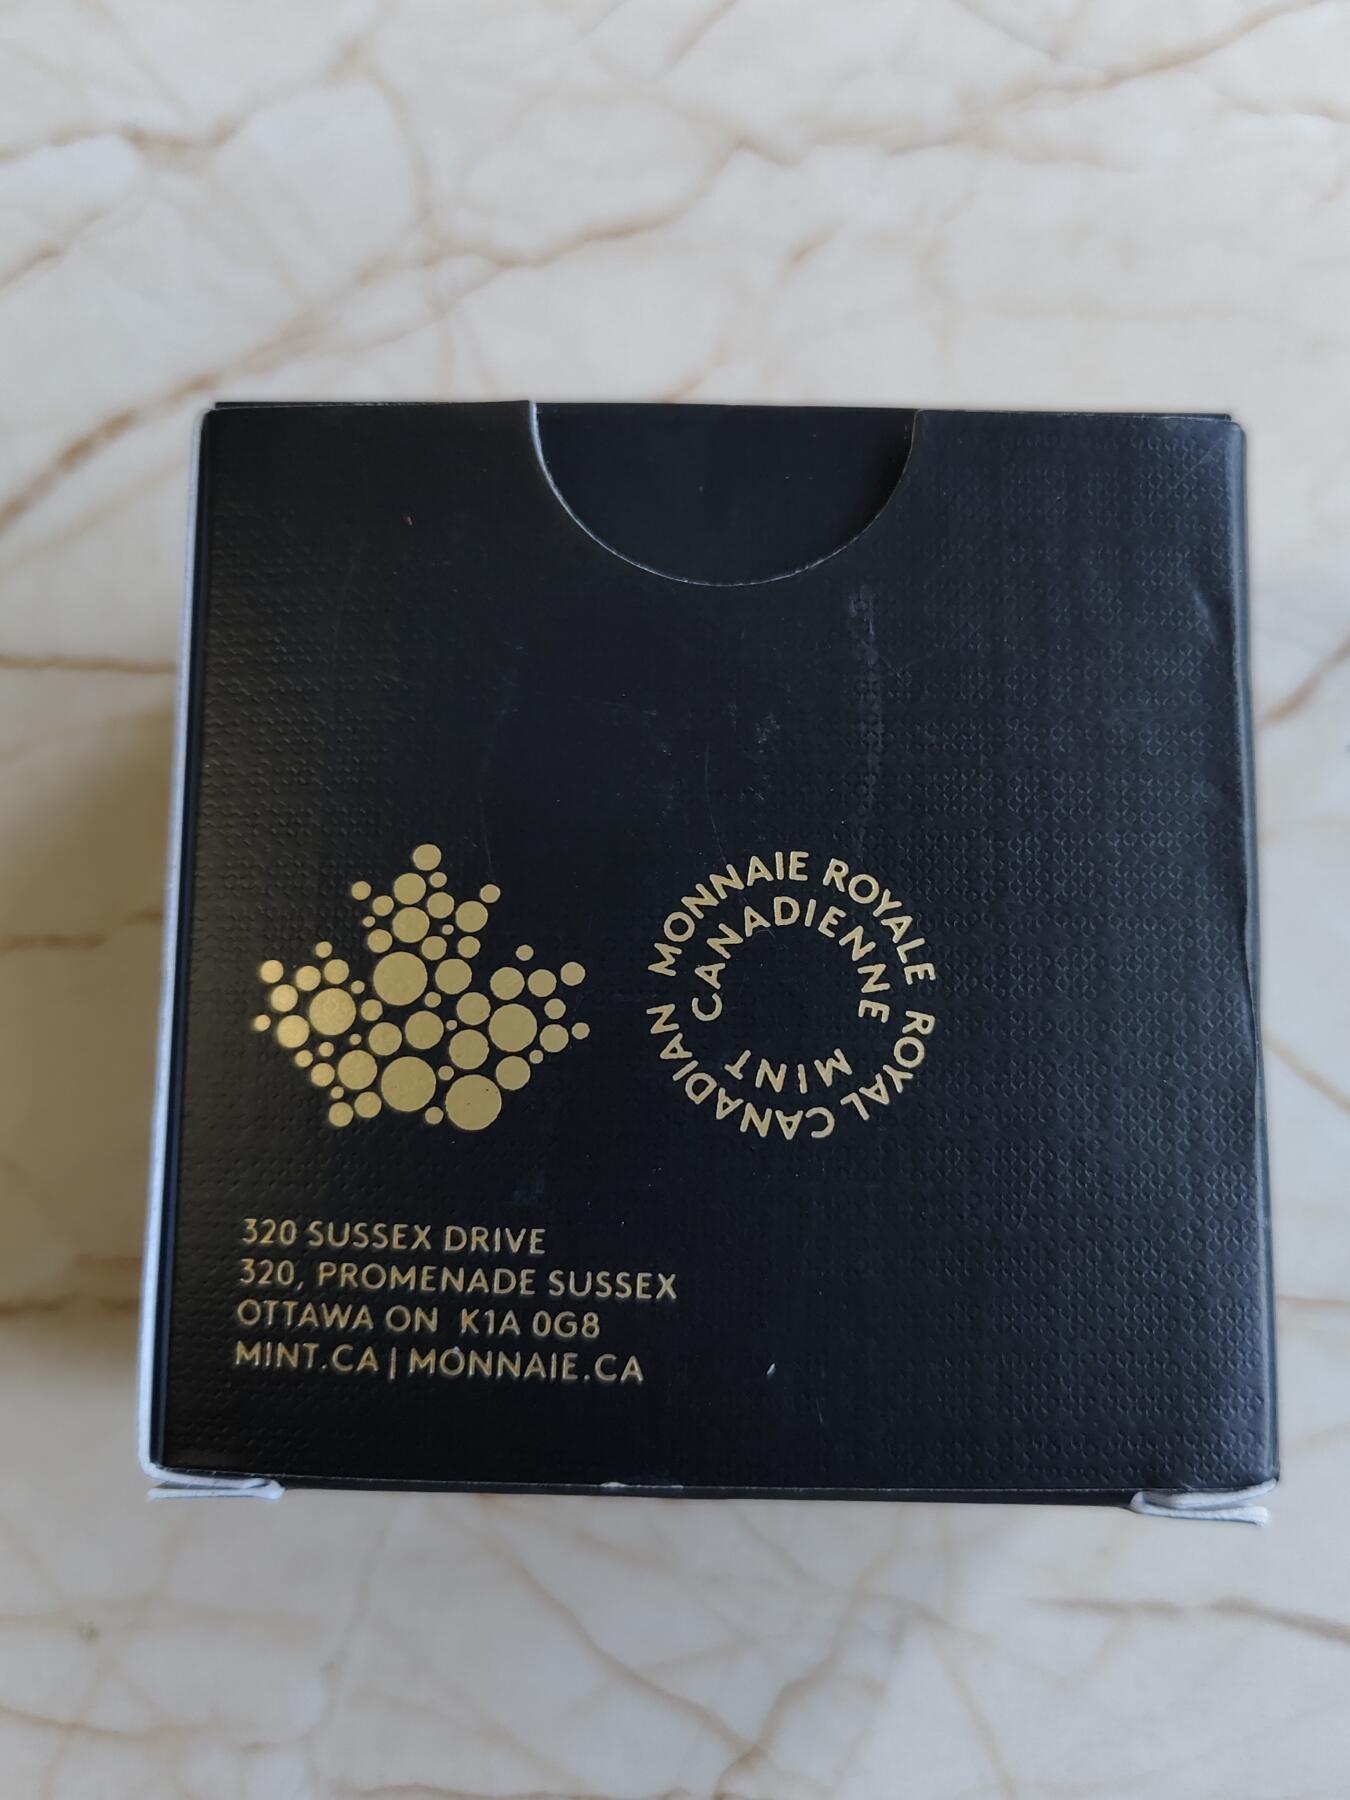 MONNAIE ROYALE
CANADIENNE
ROYAL CANADIAN
MINT
320 SUSSEX DRIVE
320, PROMENADE SUSSEX
OTTAWA ON K1A 0G8
MINT.CA | MONNAIE.CA